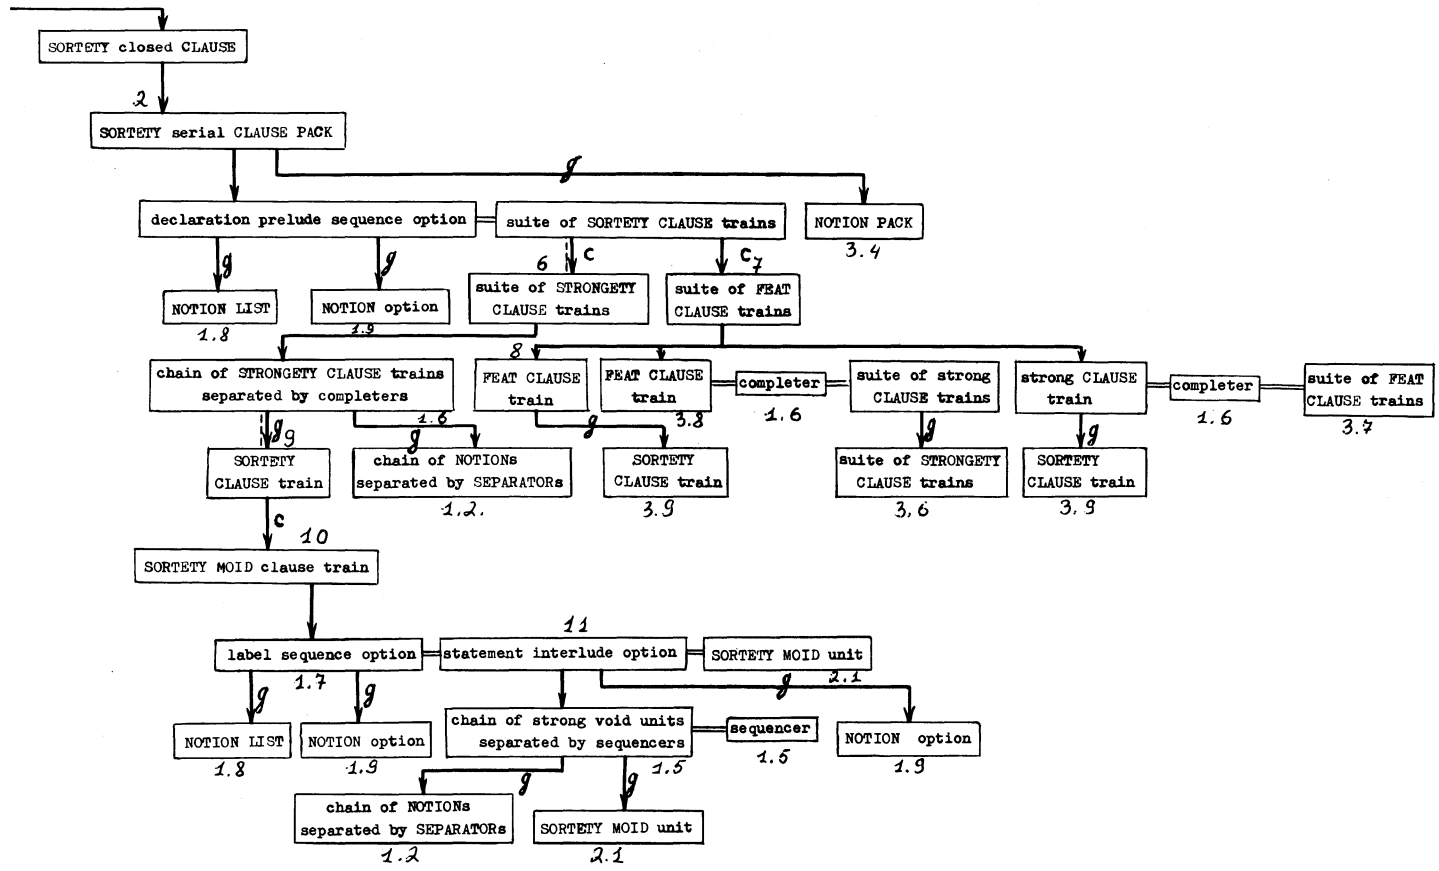 SORTETY closed CLAUSE
2
SORTETY serial CLAUSE PACK
g
declaration prelude sequence option
suite of SORTETY CLAUSE trains
NOTION PACK
3.4
g
g
c
c
6
7
NOTION LIST
1.8
NOTION option
1.9
suite of STRONGETY
CLAUSE trains
suite of FEAT
CLAUSE trains
8
chain of STRONGETY CLAUSE trains
separated by completers
1.6
FEAT CLAUSE
train
FEAT CLAUSE
train
3.8
completer
1.6
suite of strong
CLAUSE trains
strong CLAUSE
train
completer
1.6
suite of FEAT
CLAUSE trains
3.7
g
9
g
g
g
g
SORTETY
CLAUSE train
chain of NOTIONs
separated by SEPARATORs
1.2.
SORTETY
CLAUSE train
3.9
suite of STRONGETY
CLAUSE trains
3,6
SORTETY
CLAUSE train
3,9
c
10
SORTETY MOID clause train
11
label sequence option
1.7
statement interlude option
SORTETY MOID unit
2.1
g
g
g
NOTION LIST
1.8
NOTION option
1.9
chain of strong void units
separated by sequencers
1.5
sequencer
1.5
NOTION option
1.9
g
g
chain of NOTIONs
separated by SEPARATORs
1.2
SORTETY MOID unit
2.1